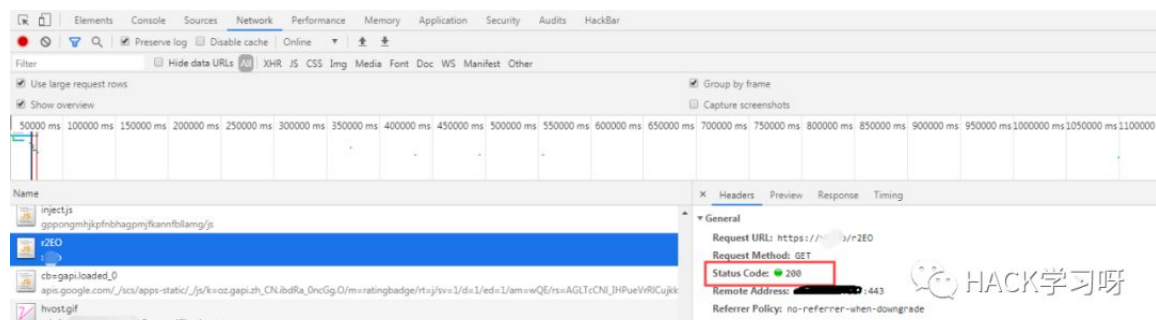 Elements Console Sources Network Performance Memory Application Security Audits HackBar
Preserve log Disable cache Online
Filter Hide data URLs All XHR JS CSS Img Media Font Doc WS Manifest Other
Use large request rows Group by frame
Show overview Capture screenshots
50000 ms 100000 ms 150000 ms 200000 ms 250000 ms 300000 ms 350000 ms 400000 ms 450000 ms 500000 ms 550000 ms 600000 ms 650000 ms 700000 ms 750000 ms 800000 ms 850000 ms 900000 ms 950000 ms 1000000 ms 1050000 ms 1100000
Name × Headers Preview Response Timing
inject.js
gppongmhjkpfnbhagpmjfkannfbllamg/js
General
r2EO
Request URL: https:// /r2EO
Request Method: GET
cb=gapi.loaded_0
Status Code: 200
apis.google.com/_/scs/apps-static/_/js/k=oz.gapi.zh_CN.ibdRa_0ncGg.O/m=ratingbadge/rt=j/sv=1/d=1/ed=1/am=wQE/rs=AGLTcCNI_IHPueVrRlCujkk
Remote Address: :443
hvost.gif
Referrer Policy: no-referrer-when-downgrade
HACK学习呀